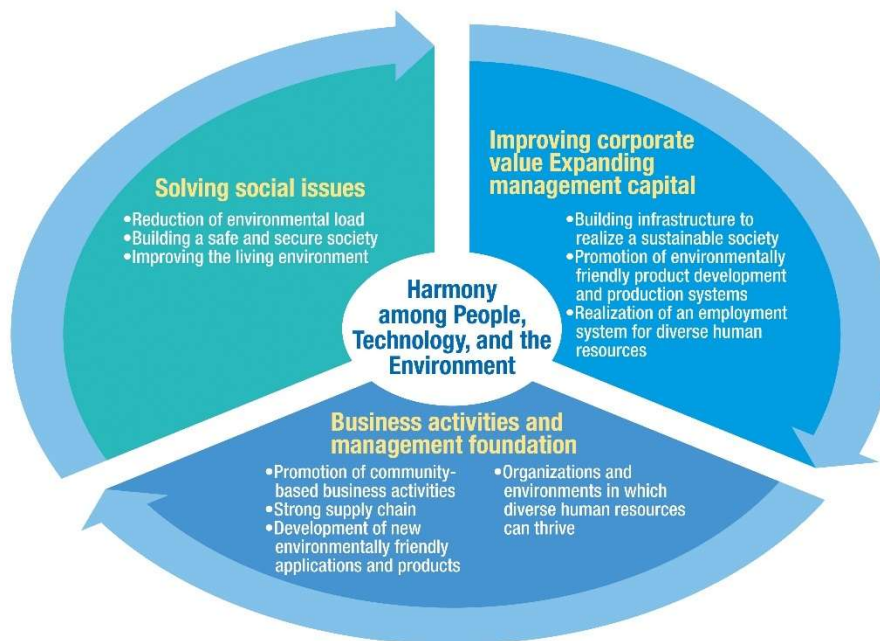 Solving social issues
•Reduction of environmental load
•Building a safe and secure society
•Improving the living environment
Improving corporate
value Expanding
management capital
•Building infrastructure to
realize a sustainable society
•Promotion of environmentally
friendly product development
and production systems
•Realization of an employment
system for diverse human
resources
Harmony
among People,
Technology, and the
Environment
Business activities and
management foundation
•Promotion of community-
based business activities
•Strong supply chain
•Development of new
environmentally friendly
applications and products
•Organizations and
environments in which
diverse human resources
can thrive